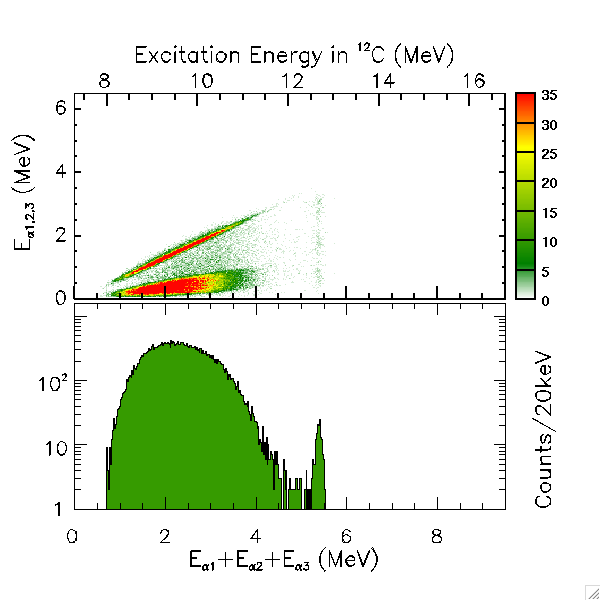 Excitation Energy in ¹²C (MeV)
8 10 12 14 16
6
4
2
0
Eα1,2,3 (MeV)
35
30
25
20
15
10
5
0
10²
10
1
Counts/20keV
0 2 4 6 8
Eα1+Eα2+Eα3 (MeV)